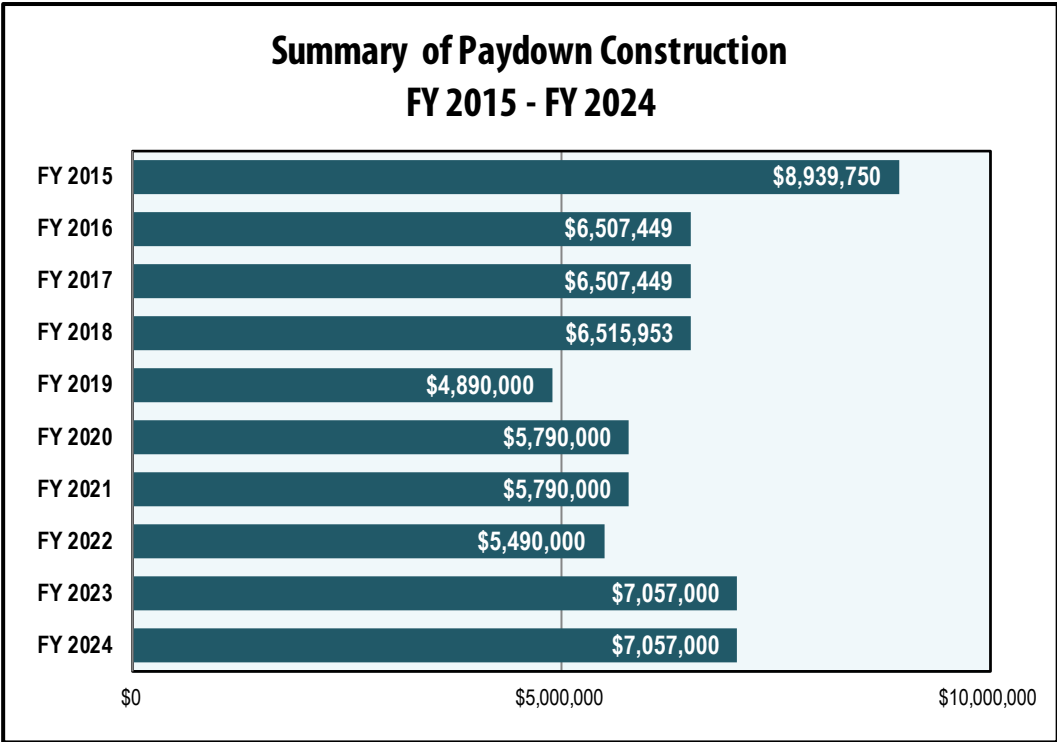 Summary of Paydown Construction
FY 2015 - FY 2024
FY 2015 $8,939,750
FY 2016 $6,507,449
FY 2017 $6,507,449
FY 2018 $6,515,953
FY 2019 $4,890,000
FY 2020 $5,790,000
FY 2021 $5,790,000
FY 2022 $5,490,000
FY 2023 $7,057,000
FY 2024 $7,057,000
$0 $5,000,000 $10,000,000